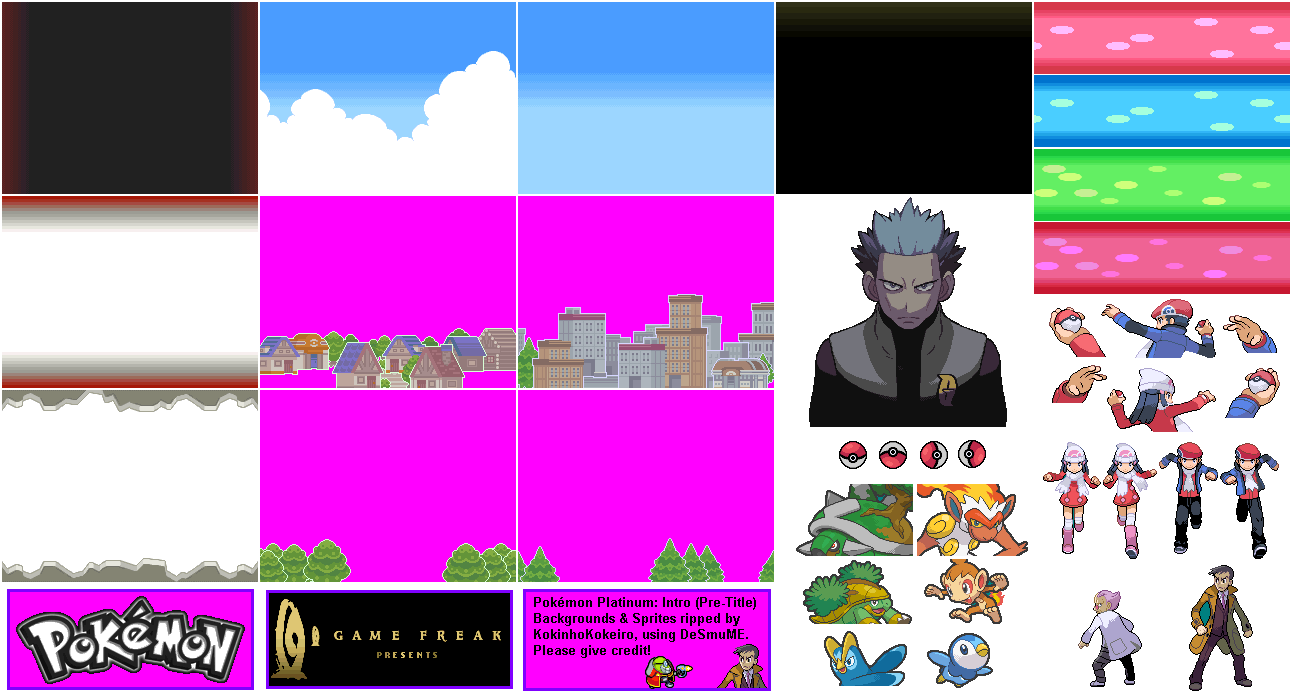 POKéMON
GAME FREAK
PRESENTS
Pokémon Platinum: Intro (Pre-Title)
Backgrounds & Sprites ripped by
KokinhoKokeiro, using DeSmuME.
Please give credit!